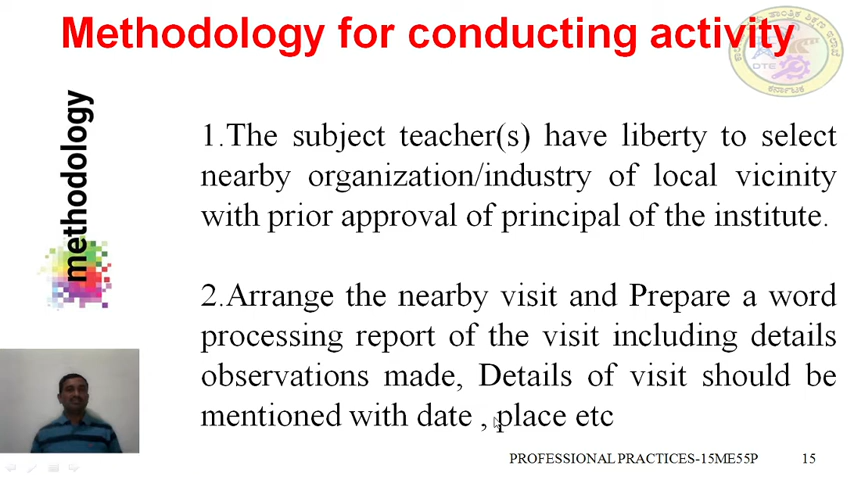 Methodology for conducting activity
methodology
1.The subject teacher(s) have liberty to select
nearby organization/industry of local vicinity
with prior approval of principal of the institute.
2.Arrange the nearby visit and Prepare a word
processing report of the visit including details
observations made, Details of visit should be
mentioned with date , place etc
PROFESSIONAL PRACTICES-15ME55P
15
DTE